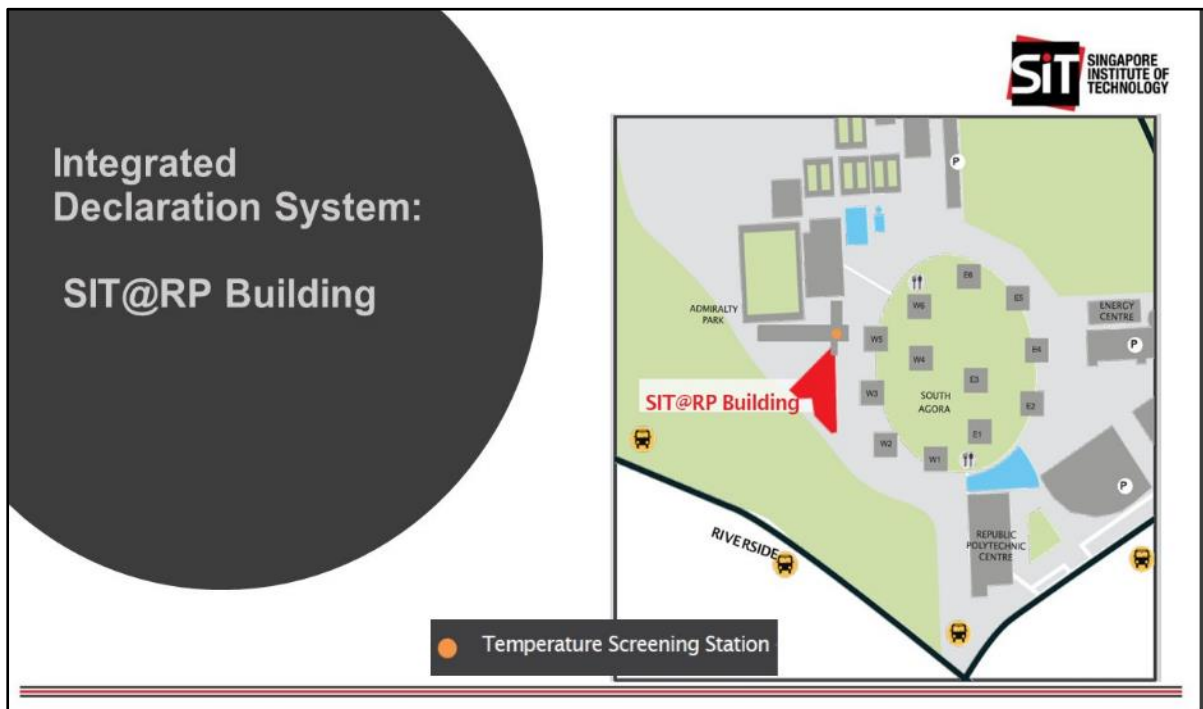 Integrated
Declaration System:
SIT@RP Building
SiT
SINGAPORE
INSTITUTE OF
TECHNOLOGY
P
E6
W6
E5
ADMIRALTY
PARK
ENERGY
CENTRE
W5
W4
E4
P
E3
SIT@RP Building
W3
SOUTH
AGORA
E2
W2
E1
W1
P
RIVERSIDE
REPUBLIC
POLYTECHNIC
CENTRE
Temperature Screening Station